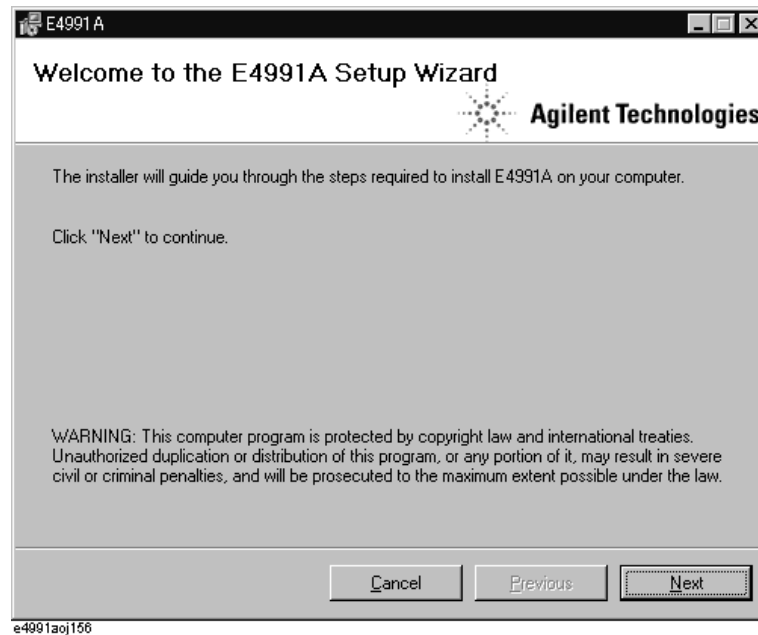 E4991A
Welcome to the E4991A Setup Wizard
Agilent Technologies
The installer will guide you through the steps required to install E4991A on your computer.
Click "Next" to continue.
WARNING: This computer program is protected by copyright law and international treaties.
Unauthorized duplication or distribution of this program, or any portion of it, may result in severe
civil or criminal penalties, and will be prosecuted to the maximum extent possible under the law.
Cancel
Previous
Next
e4991aoj156